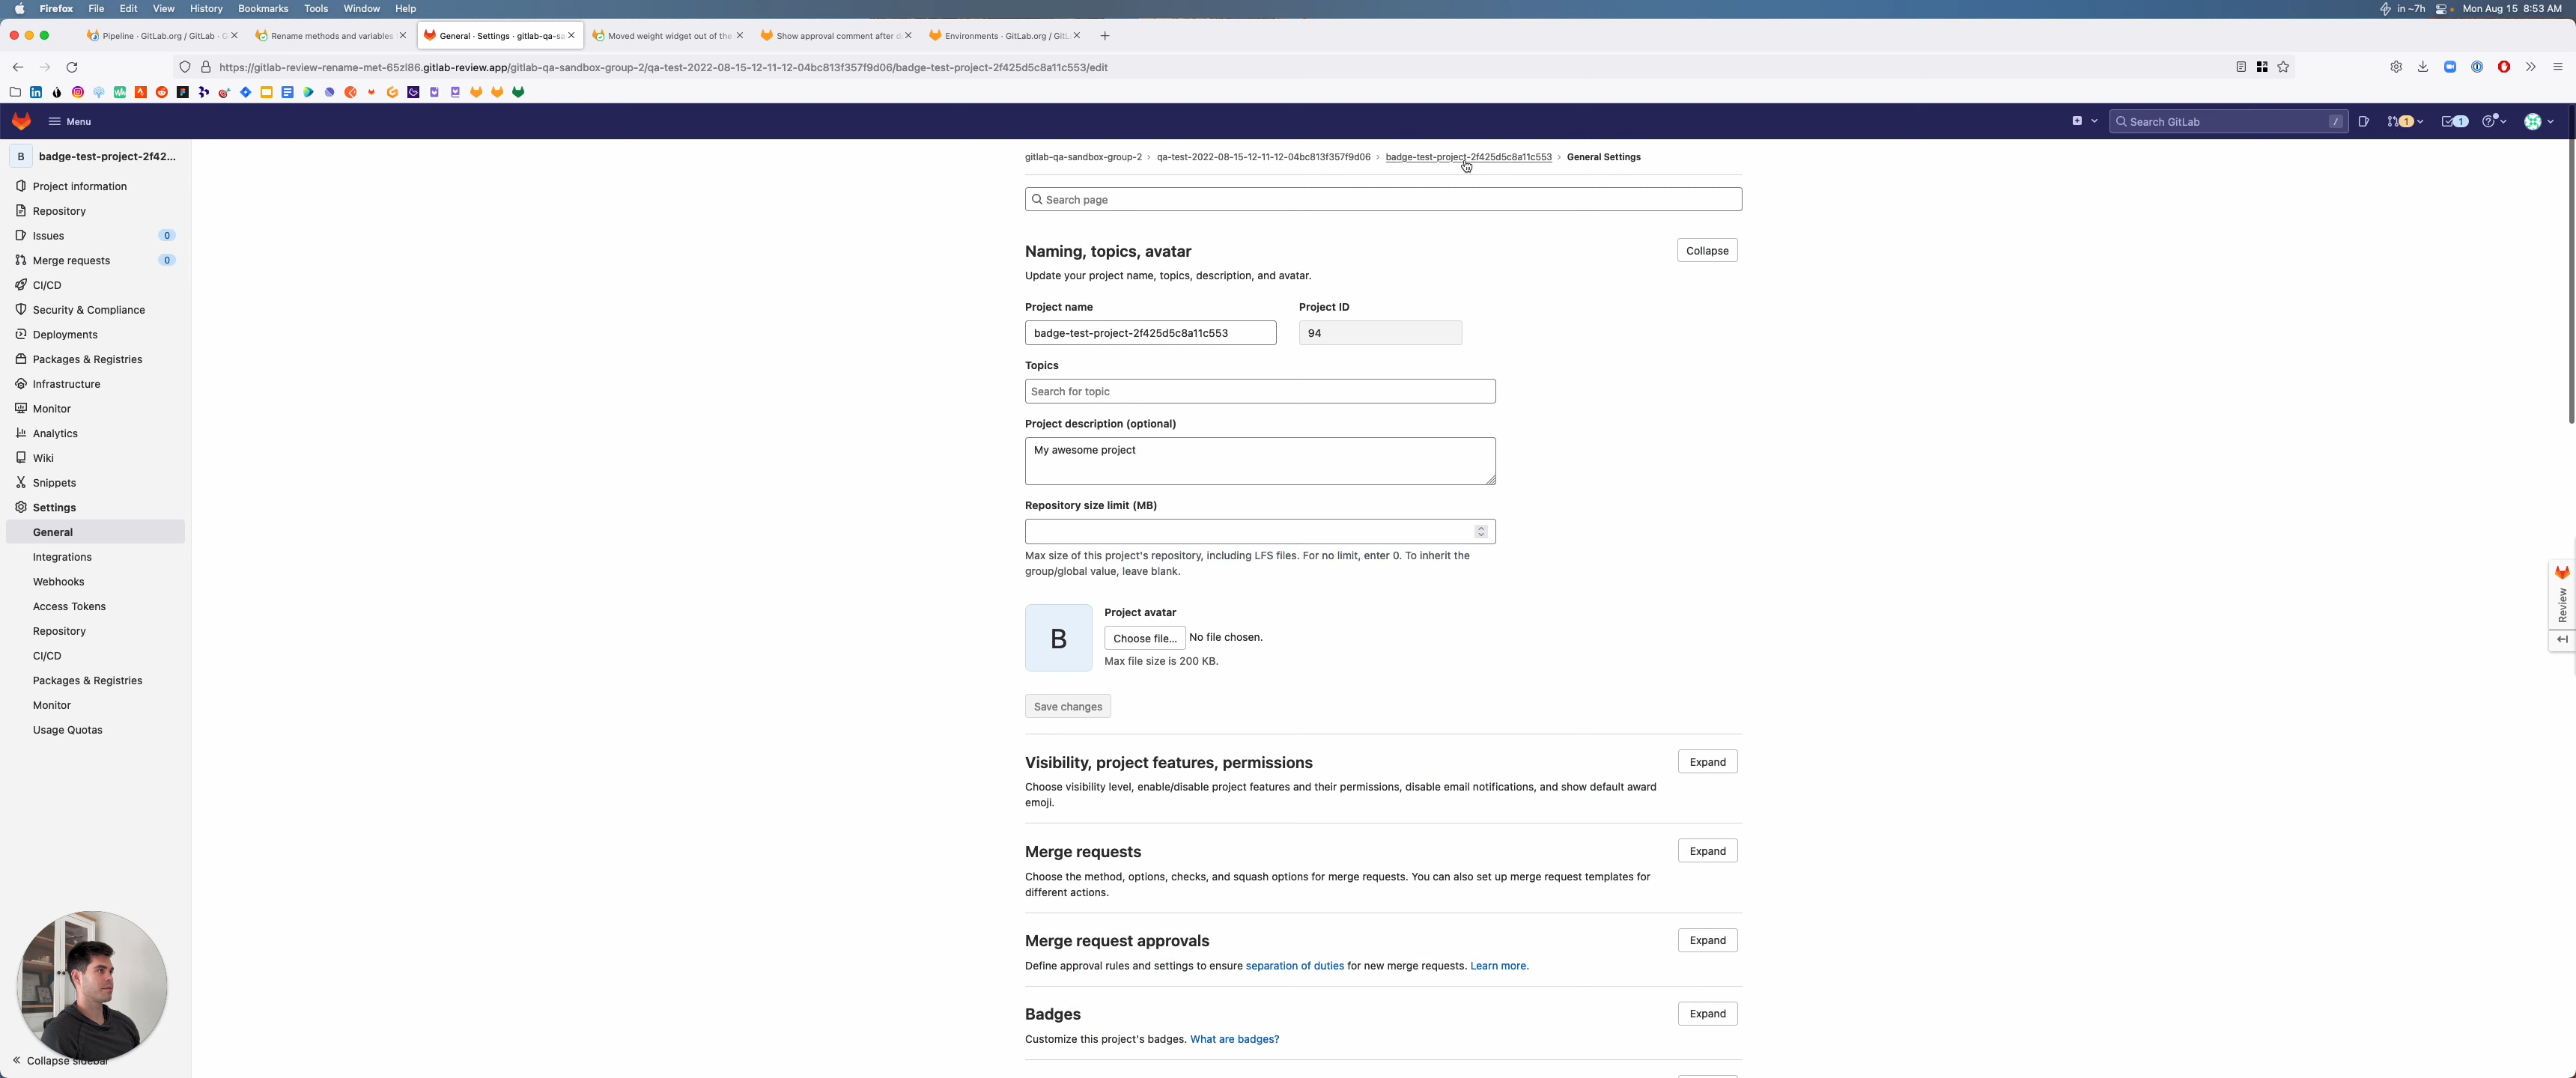 Firefox File Edit View History Bookmarks Tools Window Help
in ~7h Mon Aug 15 8:53 AM
Pipeline · GitLab.org / GitLab · G
Rename methods and variables
General · Settings · gitlab-qa-sa
Moved weight widget out of the
Show approval comment after d
Environments · GitLab.org / GitL
https://gitlab-review-rename-met-65zl86.gitlab-review.app/gitlab-qa-sandbox-group-2/qa-test-2022-08-15-12-11-12-04bc813f357f9d06/badge-test-project-2f425d5c8a11c553/edit
Menu
Search GitLab /
1
1
B badge-test-project-2f42...
Project information
Repository
Issues 0
Merge requests 0
CI/CD
Security & Compliance
Deployments
Packages & Registries
Infrastructure
Monitor
Analytics
Wiki
Snippets
Settings
General
Integrations
Webhooks
Access Tokens
Repository
CI/CD
Packages & Registries
Monitor
Usage Quotas
Collapse sidebar
gitlab-qa-sandbox-group-2 › qa-test-2022-08-15-12-11-12-04bc813f357f9d06 › badge-test-project-2f425d5c8a11c553 › General Settings
Search page
Naming, topics, avatar
Collapse
Update your project name, topics, description, and avatar.
Project name Project ID
badge-test-project-2f425d5c8a11c553 94
Topics
Search for topic
Project description (optional)
My awesome project
Repository size limit (MB)
Max size of this project's repository, including LFS files. For no limit, enter 0. To inherit the
group/global value, leave blank.
B
Project avatar
Choose file... No file chosen.
Max file size is 200 KB.
Save changes
Visibility, project features, permissions
Expand
Choose visibility level, enable/disable project features and their permissions, disable email notifications, and show default award
emoji.
Merge requests
Expand
Choose the method, options, checks, and squash options for merge requests. You can also set up merge request templates for
different actions.
Merge request approvals
Expand
Define approval rules and settings to ensure separation of duties for new merge requests. Learn more.
Badges
Expand
Customize this project's badges. What are badges?
Review